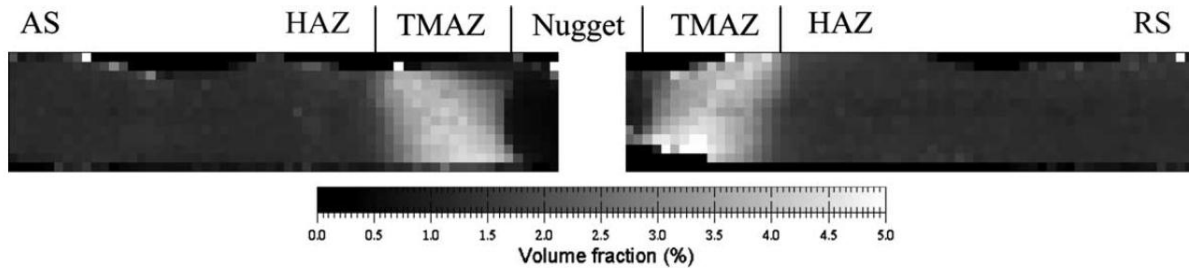 AS HAZ TMAZ Nugget TMAZ HAZ RS
0.0 0.5 1.0 1.5 2.0 2.5 3.0 3.5 4.0 4.5 5.0
Volume fraction (%)